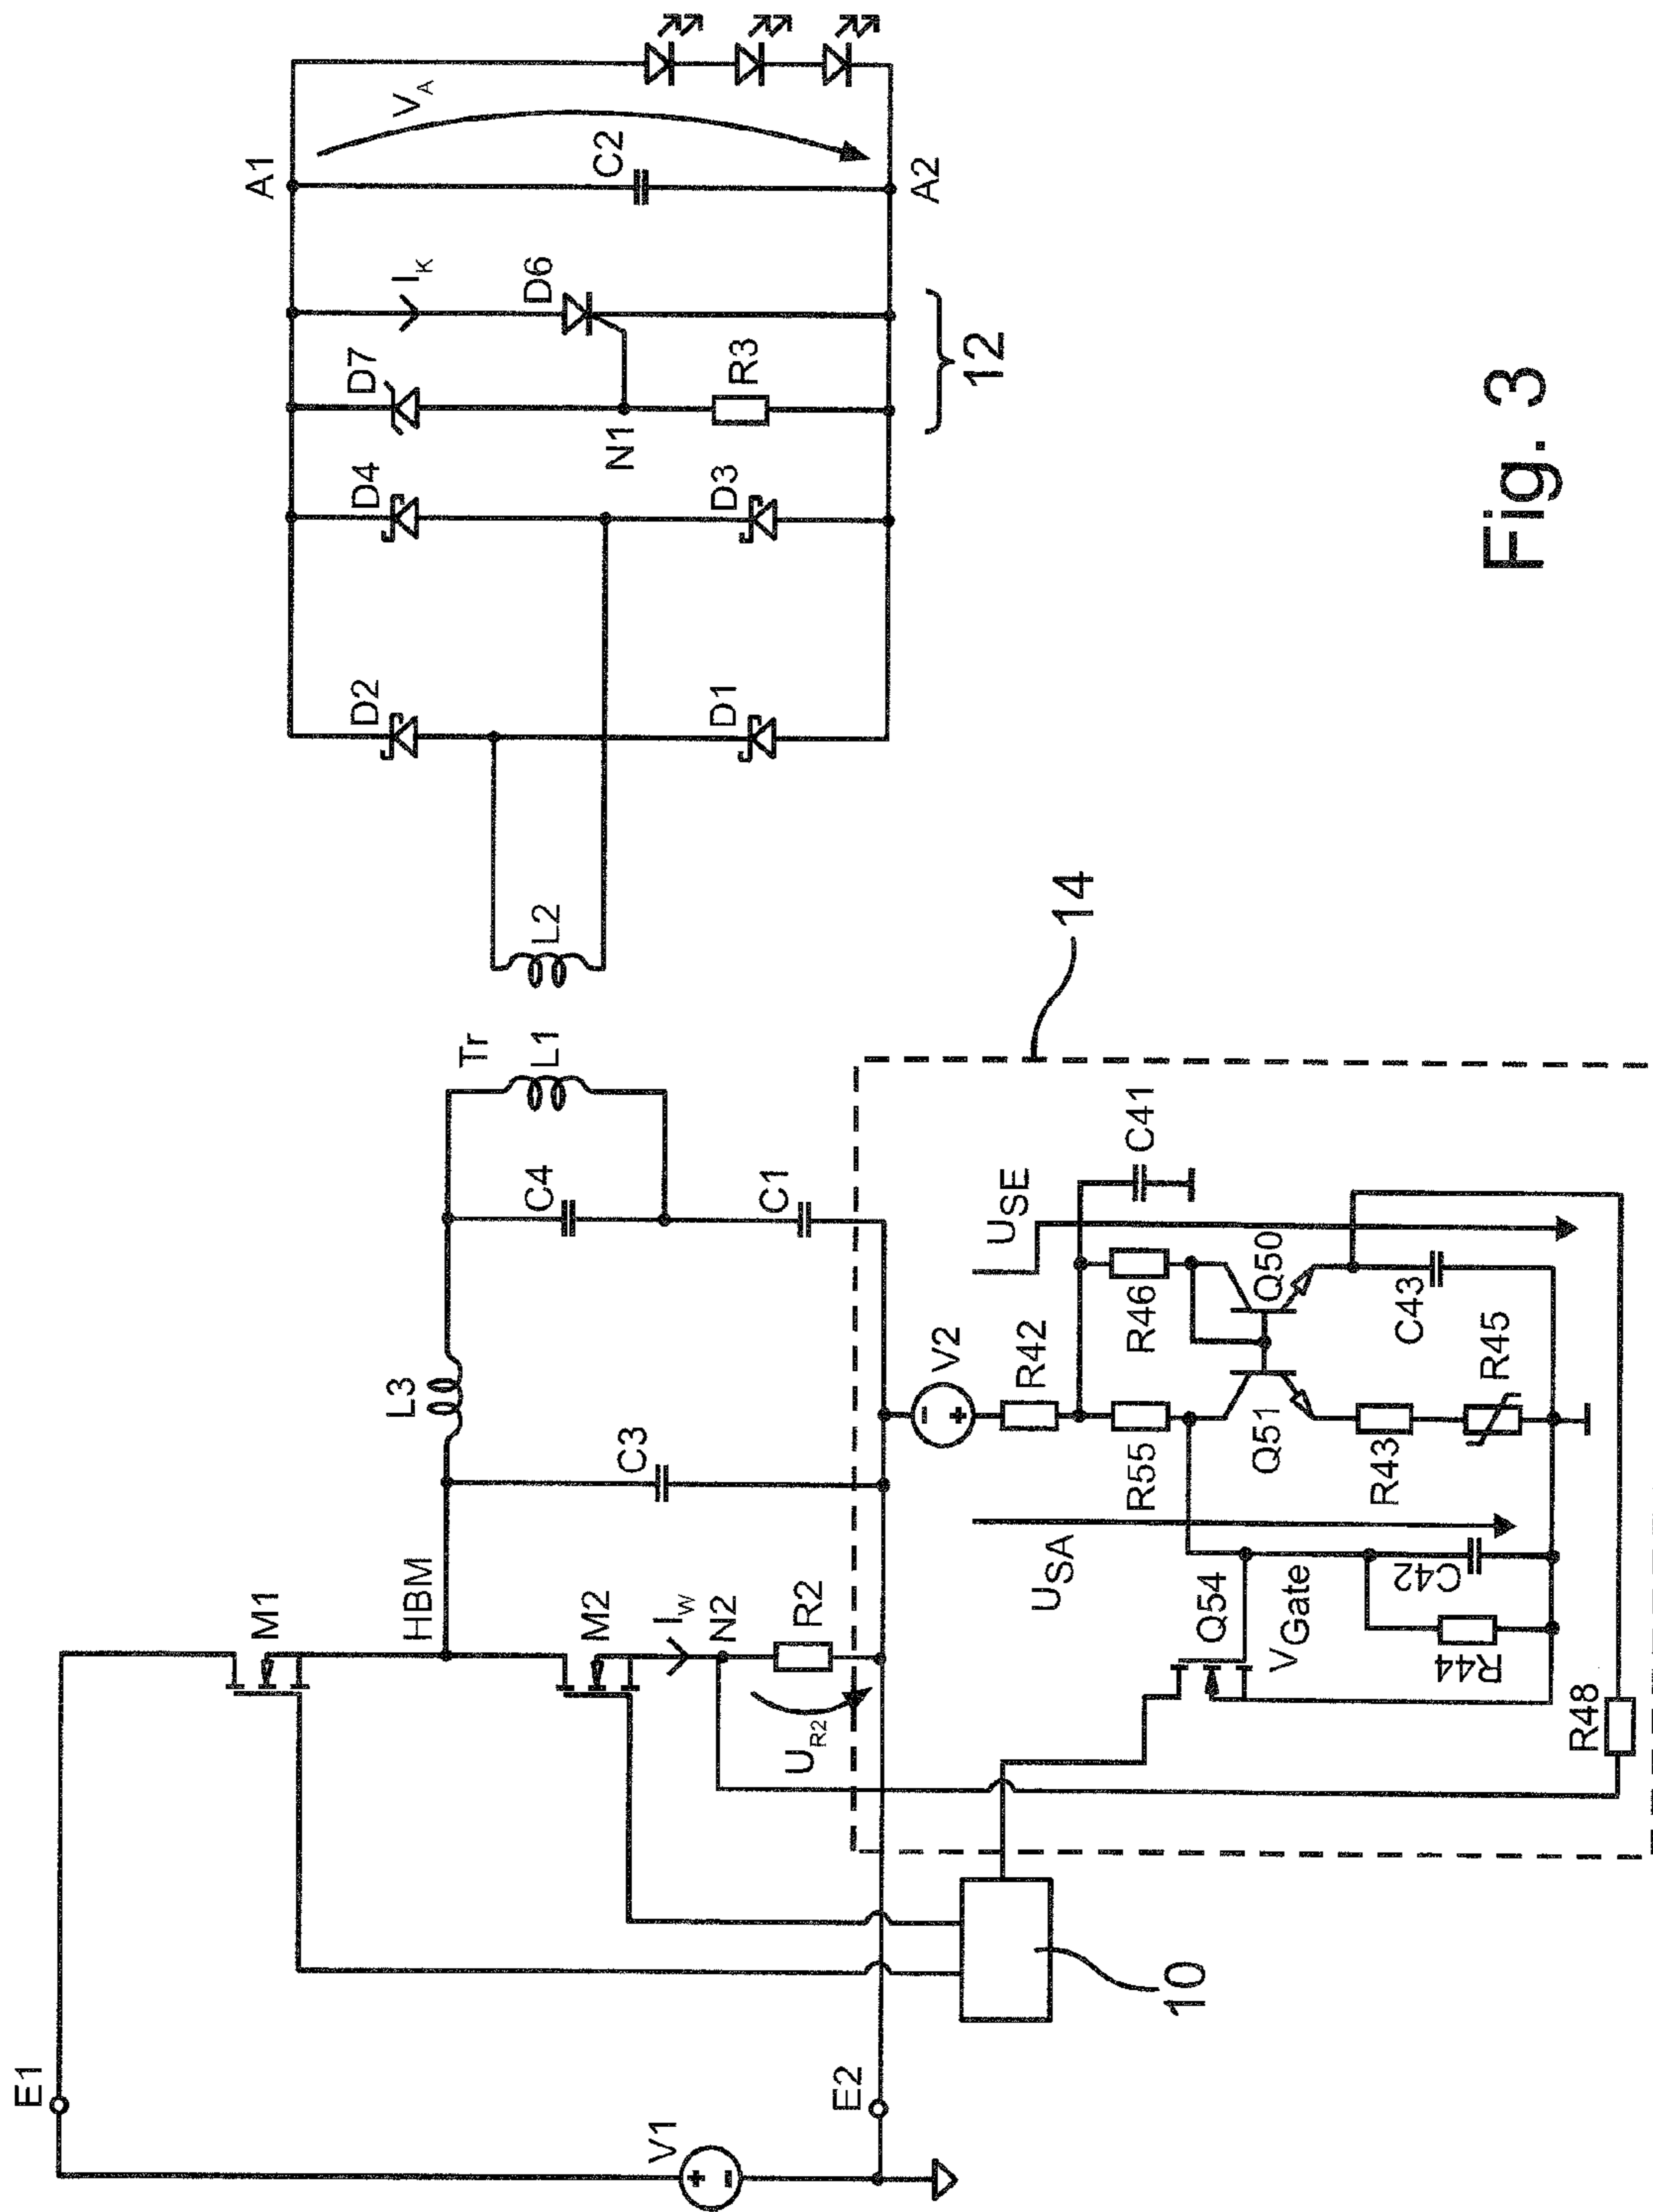 E1
V1
E2
10
M1
HBM
M2
I_W
N2
R2
U_R2
C3
L3
C4
C1
Tr
L1
L2
14
V2
R42
R55
R46
C41
U_SE
U_SA
Q54
V_Gate
Q51
Q50
C42
R44
R43
R45
C43
R48
D2
D1
D4
D3
D7
N1
R3
I_K
D6
12
A1
A2
C2
V_A
Fig. 3